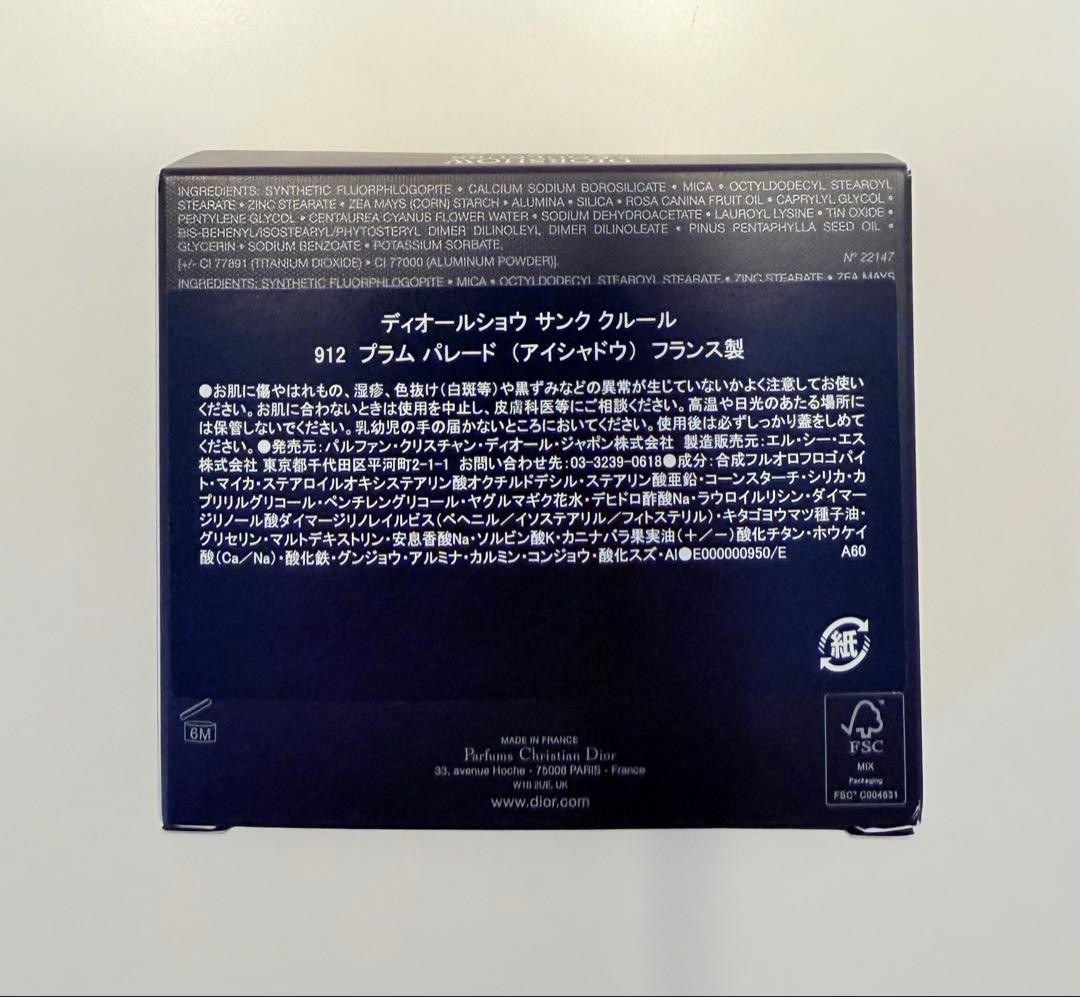 DIORSHOW
INGREDIENTS: SYNTHETIC FLUORPHLOGOPITE • CALCIUM SODIUM BOROSILICATE • MICA • OCTYLDODECYL STEAROYL
STEARATE • ZINC STEARATE • ZEA MAYS (CORN) STARCH • ALUMINA • SILICA • ROSA CANINA FRUIT OIL • CAPRYLYL GLYCOL •
PENTYLENE GLYCOL • CENTAUREA CYANUS FLOWER WATER • SODIUM DEHYDROACETATE • LAUROYL LYSINE • TIN OXIDE •
BIS-BEHENYL/ISOSTEARYL/PHYTOSTERYL DIMER DILINOLEYL DIMER DILINOLEATE • PINUS PENTAPHYLLA SEED OIL •
GLYCERIN • SODIUM BENZOATE • POTASSIUM SORBATE.
[+/- CI 77891 (TITANIUM DIOXIDE) • CI 77000 (ALUMINUM POWDER)].
N° 22147
INGREDIENTS: SYNTHETIC FLUORPHLOGOPITE • MICA • OCTYLDODECYL STEAROYL STEARATE • ZINC STEARATE • ZEA MAYS
ディオールショウ サンク クルール
912 プラム パレード (アイシャドウ) フランス製
●お肌に傷やはれもの、湿疹、色抜け(白斑等)や黒ずみなどの異常が生じていないかよく注意してお使い
ください。お肌に合わないときは使用を中止し、皮膚科医等にご相談ください。高温や日光のあたる場所に
は保管しないでください。乳幼児の手の届かないところにおいてください。使用後は必ずしっかり蓋をしめて
ください。●発売元:パルファン・クリスチャン・ディオール・ジャポン株式会社 製造販売元:エル・シー・エス
株式会社 東京都千代田区平河町2-1-1 お問い合わせ先:03-3239-0618●成分:合成フルオロフロゴパイ
ト・マイカ・ステアロイルオキシステアリン酸オクチルドデシル・ステアリン酸亜鉛・コーンスターチ・シリカ・カ
プリリルグリコール・ペンチレングリコール・ヤグルマギク花水・デヒドロ酢酸Na・ラウロイルリシン・ダイマー
ジリノール酸ダイマージリノレイルビス(ベヘニル/イソステアリル/フィトステリル)・キタゴヨウマツ種子油・
グリセリン・マルトデキストリン・安息香酸Na・ソルビン酸K・カニナバラ果実油(+/-)酸化チタン・ホウケイ
酸(Ca/Na)・酸化鉄・グンジョウ・アルミナ・カルミン・コンジョウ・酸化スズ・Al●E000000950/E A60
紙
6M
MADE IN FRANCE
Parfums Christian Dior
33, avenue Hoche - 75008 PARIS - France
W1B 2UE, UK
www.dior.com
FSC
MIX
Packaging
FSC® C004631